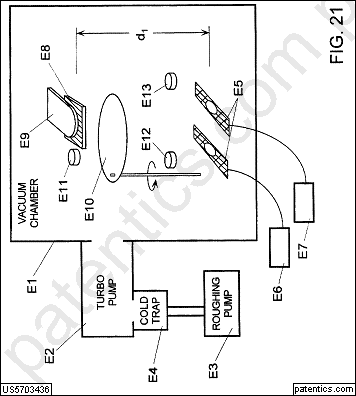 FIG. 21
d1
E8
E9
E13
E5
E11
E10
E12
VACUUM
CHAMBER
E1
TURBO
PUMP
E2
COLD
TRAP
E4
ROUGHING
PUMP
E3
E6
E7
patentics.com
US5703436
patentics.com